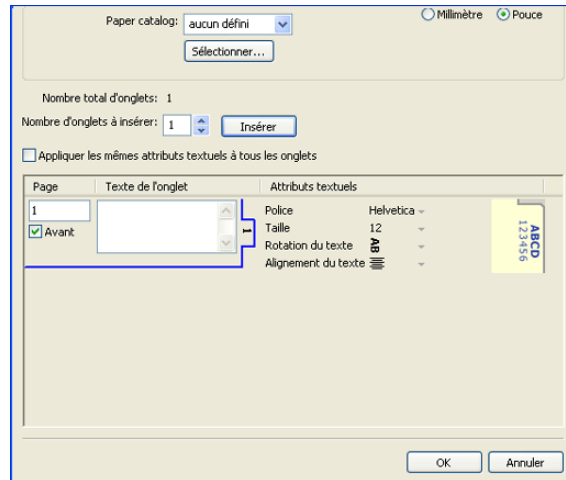 Paper catalog: aucun défini Millimètre Pouce
Sélectionner...
Nombre total d'onglets: 1
Nombre d'onglets à insérer: 1 Insérer
Appliquer les mêmes attributs textuels à tous les onglets
Page Texte de l'onglet Attributs textuels
1 Police Helvetica
Avant 1 Taille 12
Rotation du texte AB
Alignement du texte
ABCD
123456
OK Annuler